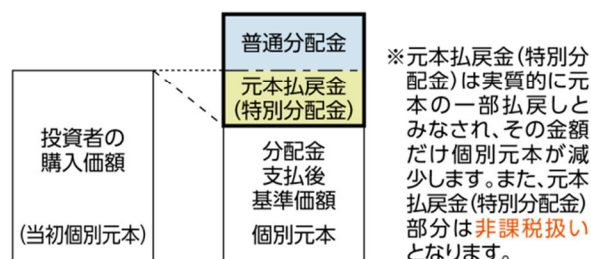 普通分配金
元本払戻金
(特別分配金)
投資者の
購入価額
(当初個別元本)
分配金
支払後
基準価額
個別元本
※元本払戻金(特別分
配金)は実質的に元
本の一部払戻しと
みなされ、その金額
だけ個別元本が減
少します。また、元本
払戻金(特別分配金)
部分は非課税扱い
となります。